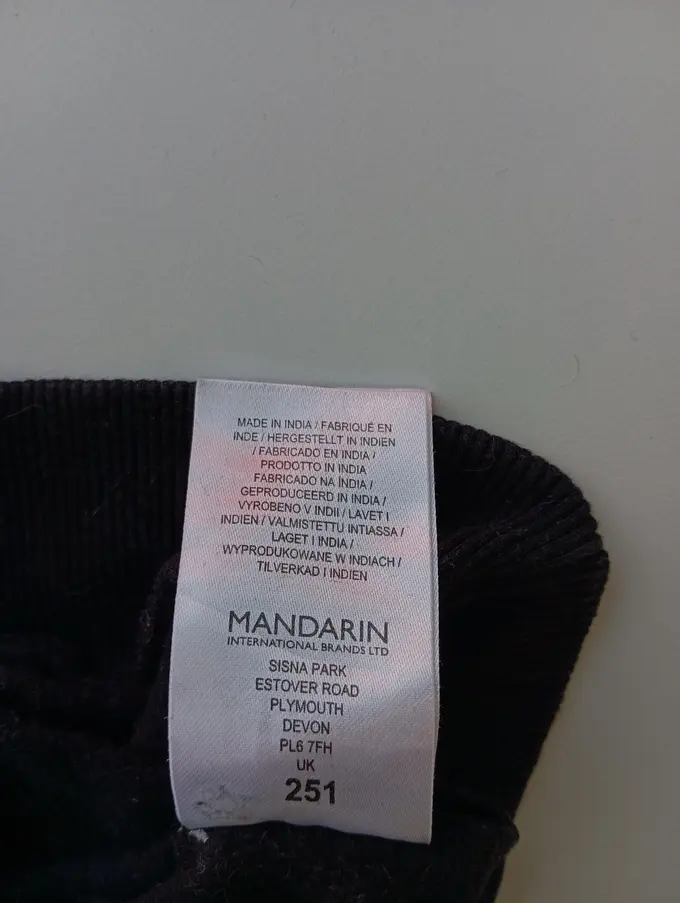 MADE IN INDIA / FABRIQUÉ EN
INDE / HERGESTELLT IN INDIEN
/ FABRICADO EN INDIA /
PRODOTTO IN INDIA
FABRICADO NA ÍNDIA /
GEPRODUCEERD IN INDIA /
VYROBENO V INDII / LAVET I
INDIEN / VALMISTETTU INTIASSA /
LAGET I INDIA /
WYPRODUKOWANE W INDIACH /
TILVERKAD I INDIEN
MANDARIN
INTERNATIONAL BRANDS LTD
SISNA PARK
ESTOVER ROAD
PLYMOUTH
DEVON
PL6 7FH
UK
251